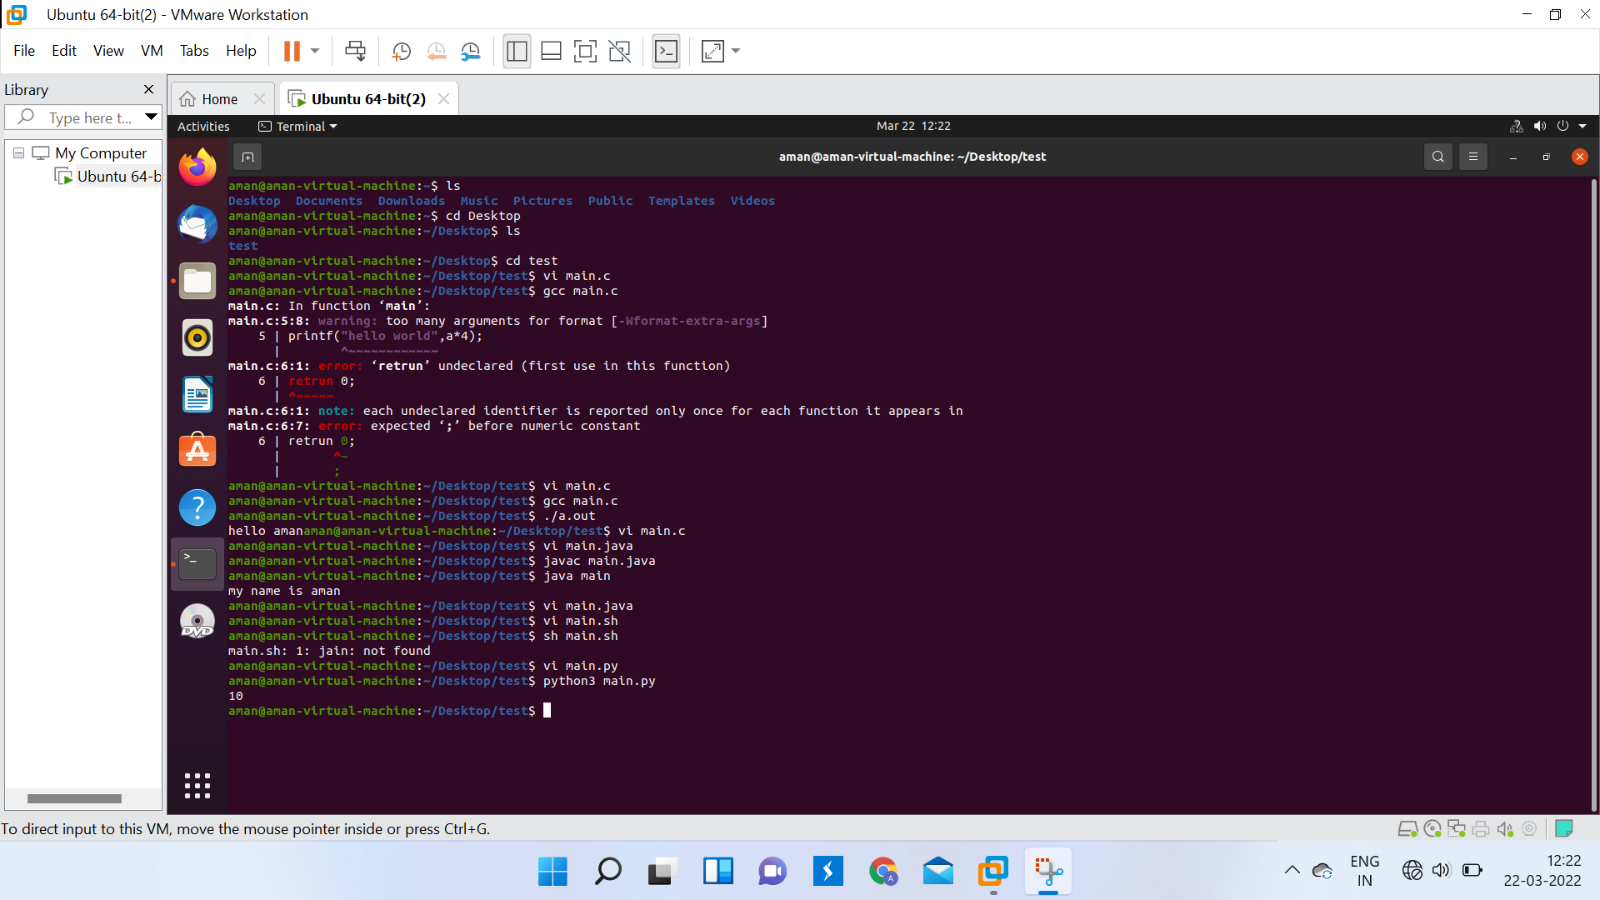 Ubuntu 64-bit(2) - VMware Workstation
File Edit View VM Tabs Help
Library
Type here t...
My Computer
Ubuntu 64-b
Home
Ubuntu 64-bit(2)
Activities
Terminal
Mar 22 12:22
aman@aman-virtual-machine: ~/Desktop/test
aman@aman-virtual-machine:~$ ls
Desktop Documents Downloads Music Pictures Public Templates Videos
aman@aman-virtual-machine:~$ cd Desktop
aman@aman-virtual-machine:~/Desktop$ ls
test
aman@aman-virtual-machine:~/Desktop$ cd test
aman@aman-virtual-machine:~/Desktop/test$ vi main.c
aman@aman-virtual-machine:~/Desktop/test$ gcc main.c
main.c: In function ‘main’:
main.c:5:8: warning: too many arguments for format [-Wformat-extra-args]
5 | printf("hello world",a*4);
| ^~~~~~~~~~~~~
main.c:6:1: error: ‘retrun’ undeclared (first use in this function)
6 | retrun 0;
| ^~~~~~
main.c:6:1: note: each undeclared identifier is reported only once for each function it appears in
main.c:6:7: error: expected ‘;’ before numeric constant
6 | retrun 0;
| ^~
| ;
aman@aman-virtual-machine:~/Desktop/test$ vi main.c
aman@aman-virtual-machine:~/Desktop/test$ gcc main.c
aman@aman-virtual-machine:~/Desktop/test$ ./a.out
hello amanaman@aman-virtual-machine:~/Desktop/test$ vi main.c
aman@aman-virtual-machine:~/Desktop/test$ vi main.java
aman@aman-virtual-machine:~/Desktop/test$ javac main.java
aman@aman-virtual-machine:~/Desktop/test$ java main
my name is aman
aman@aman-virtual-machine:~/Desktop/test$ vi main.java
aman@aman-virtual-machine:~/Desktop/test$ vi main.sh
aman@aman-virtual-machine:~/Desktop/test$ sh main.sh
main.sh: 1: jain: not found
aman@aman-virtual-machine:~/Desktop/test$ vi main.py
aman@aman-virtual-machine:~/Desktop/test$ python3 main.py
10
aman@aman-virtual-machine:~/Desktop/test$
DVD
To direct input to this VM, move the mouse pointer inside or press Ctrl+G.
A
ENG
IN
12:22
22-03-2022